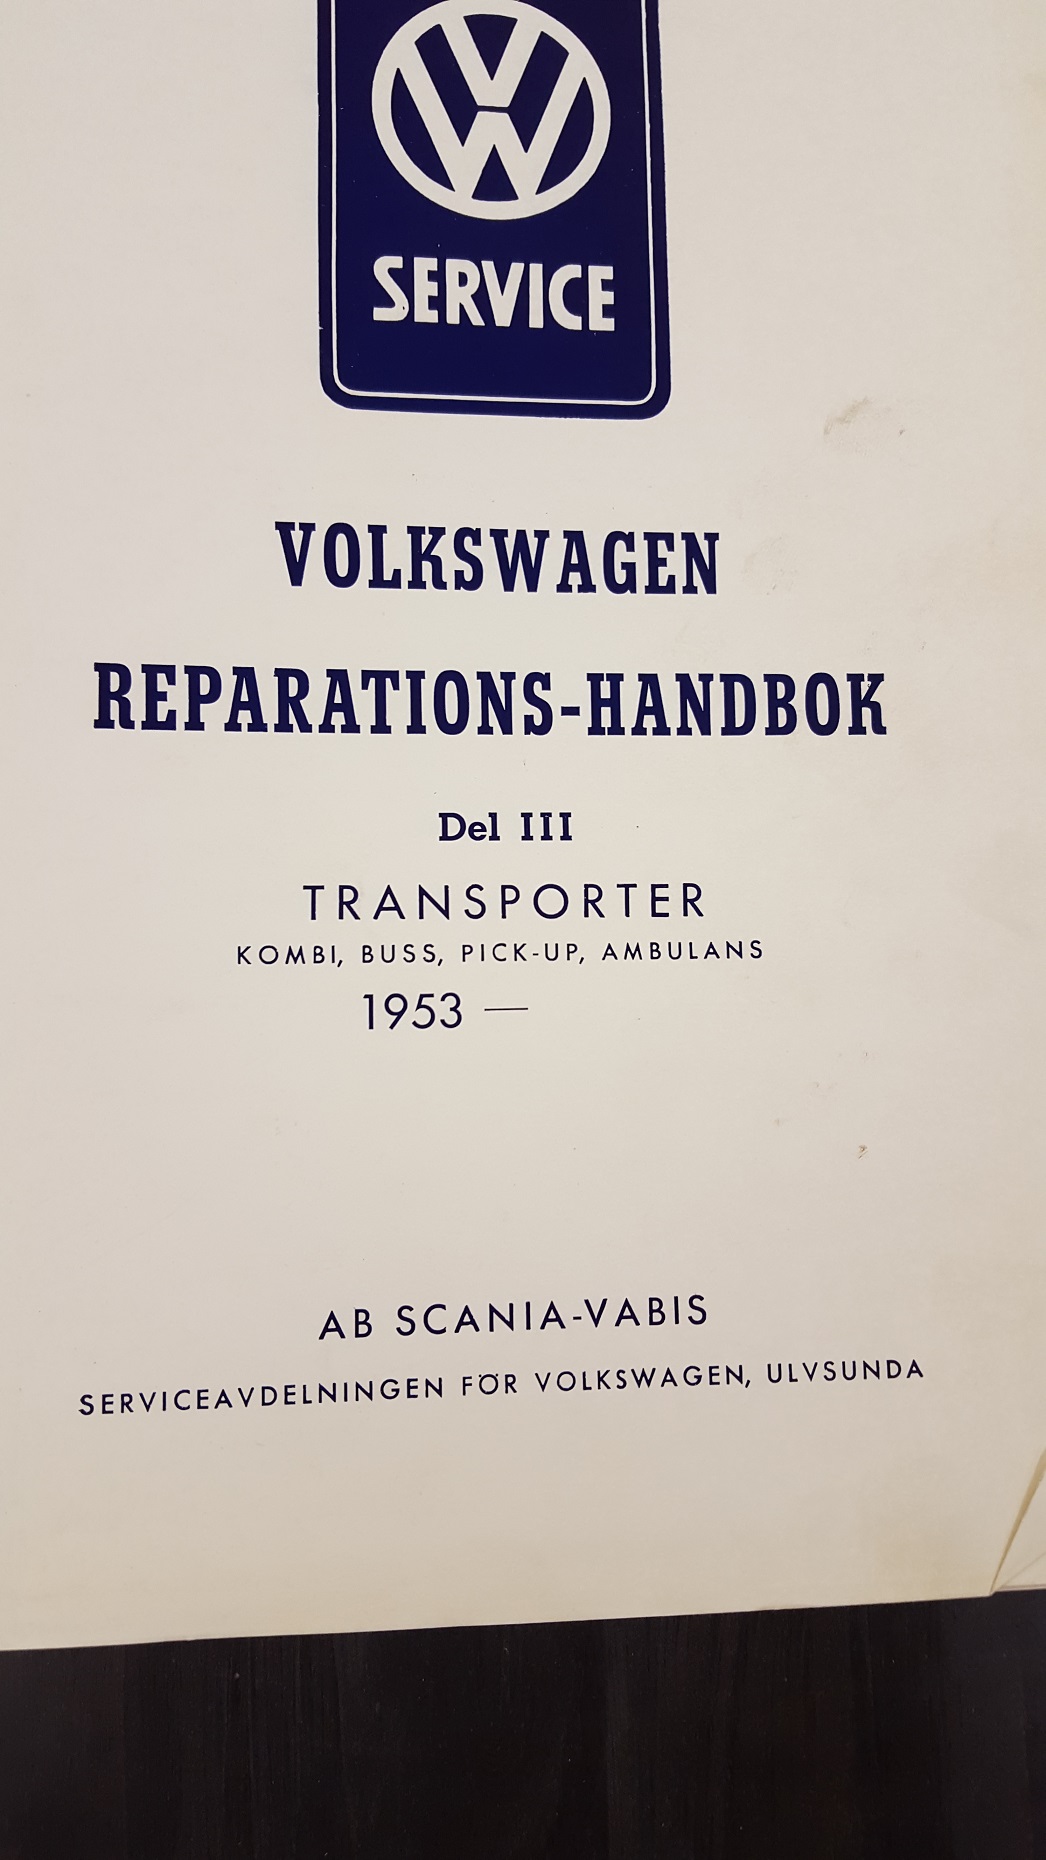 VW
SERVICE
VOLKSWAGEN
REPARATIONS-HANDBOK
Del III
TRANSPORTER
KOMBI, BUSS, PICK-UP, AMBULANS
1953 —
AB SCANIA-VABIS
SERVICEAVDELNINGEN FÖR VOLKSWAGEN, ULVSUNDA